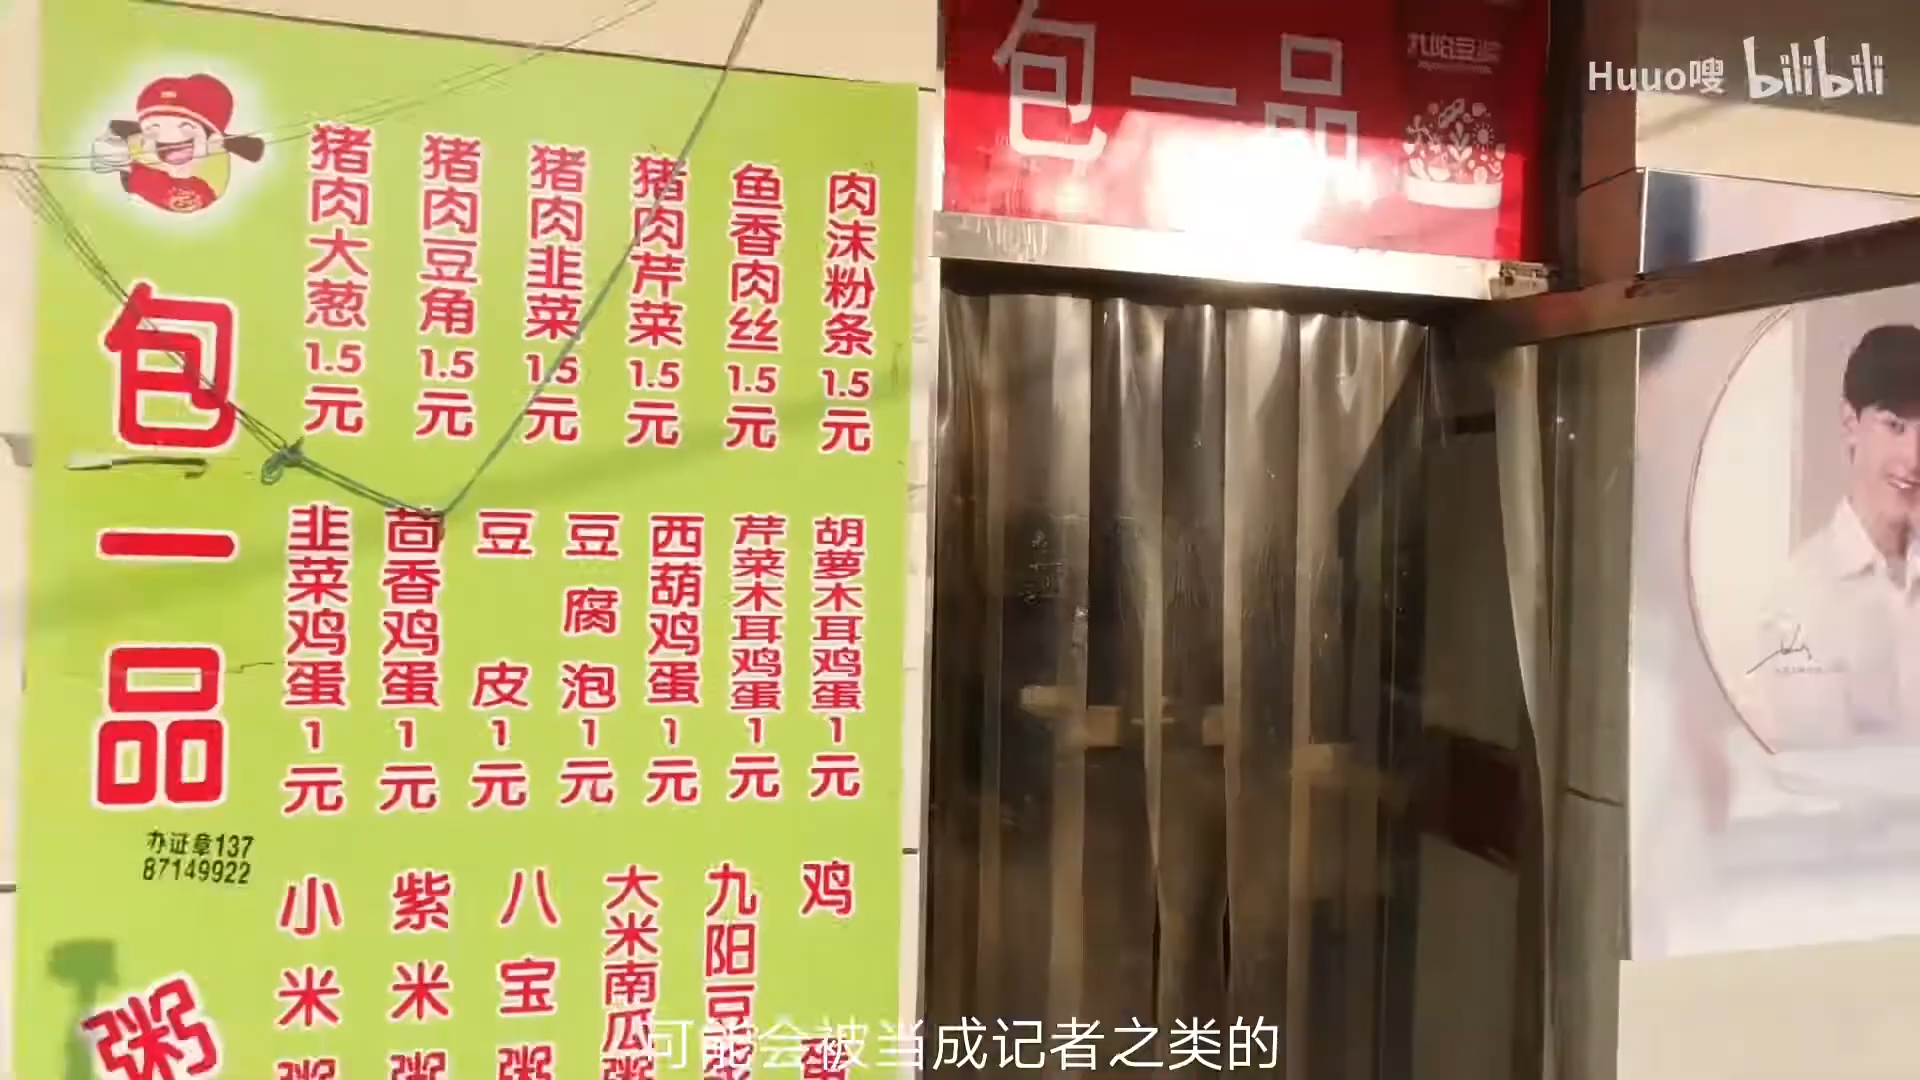 包一品
猪肉大葱1.5元
猪肉豆角1.5元
猪肉韭菜1.5元
猪肉芹菜1.5元
鱼香肉丝1.5元
肉沫粉条1.5元
韭菜鸡蛋1元
茴香鸡蛋1元
豆皮1元
豆腐泡1元
西葫鸡蛋1元
芹菜木耳鸡蛋1元
胡萝木耳鸡蛋1元
办证章137
87149922
粥
小米粥
紫米粥
八宝粥
大米南瓜粥
九阳豆浆
鸡蛋
包一品
九阳豆浆
Huuo嗖 bilibili
可能会被当成记者之类的